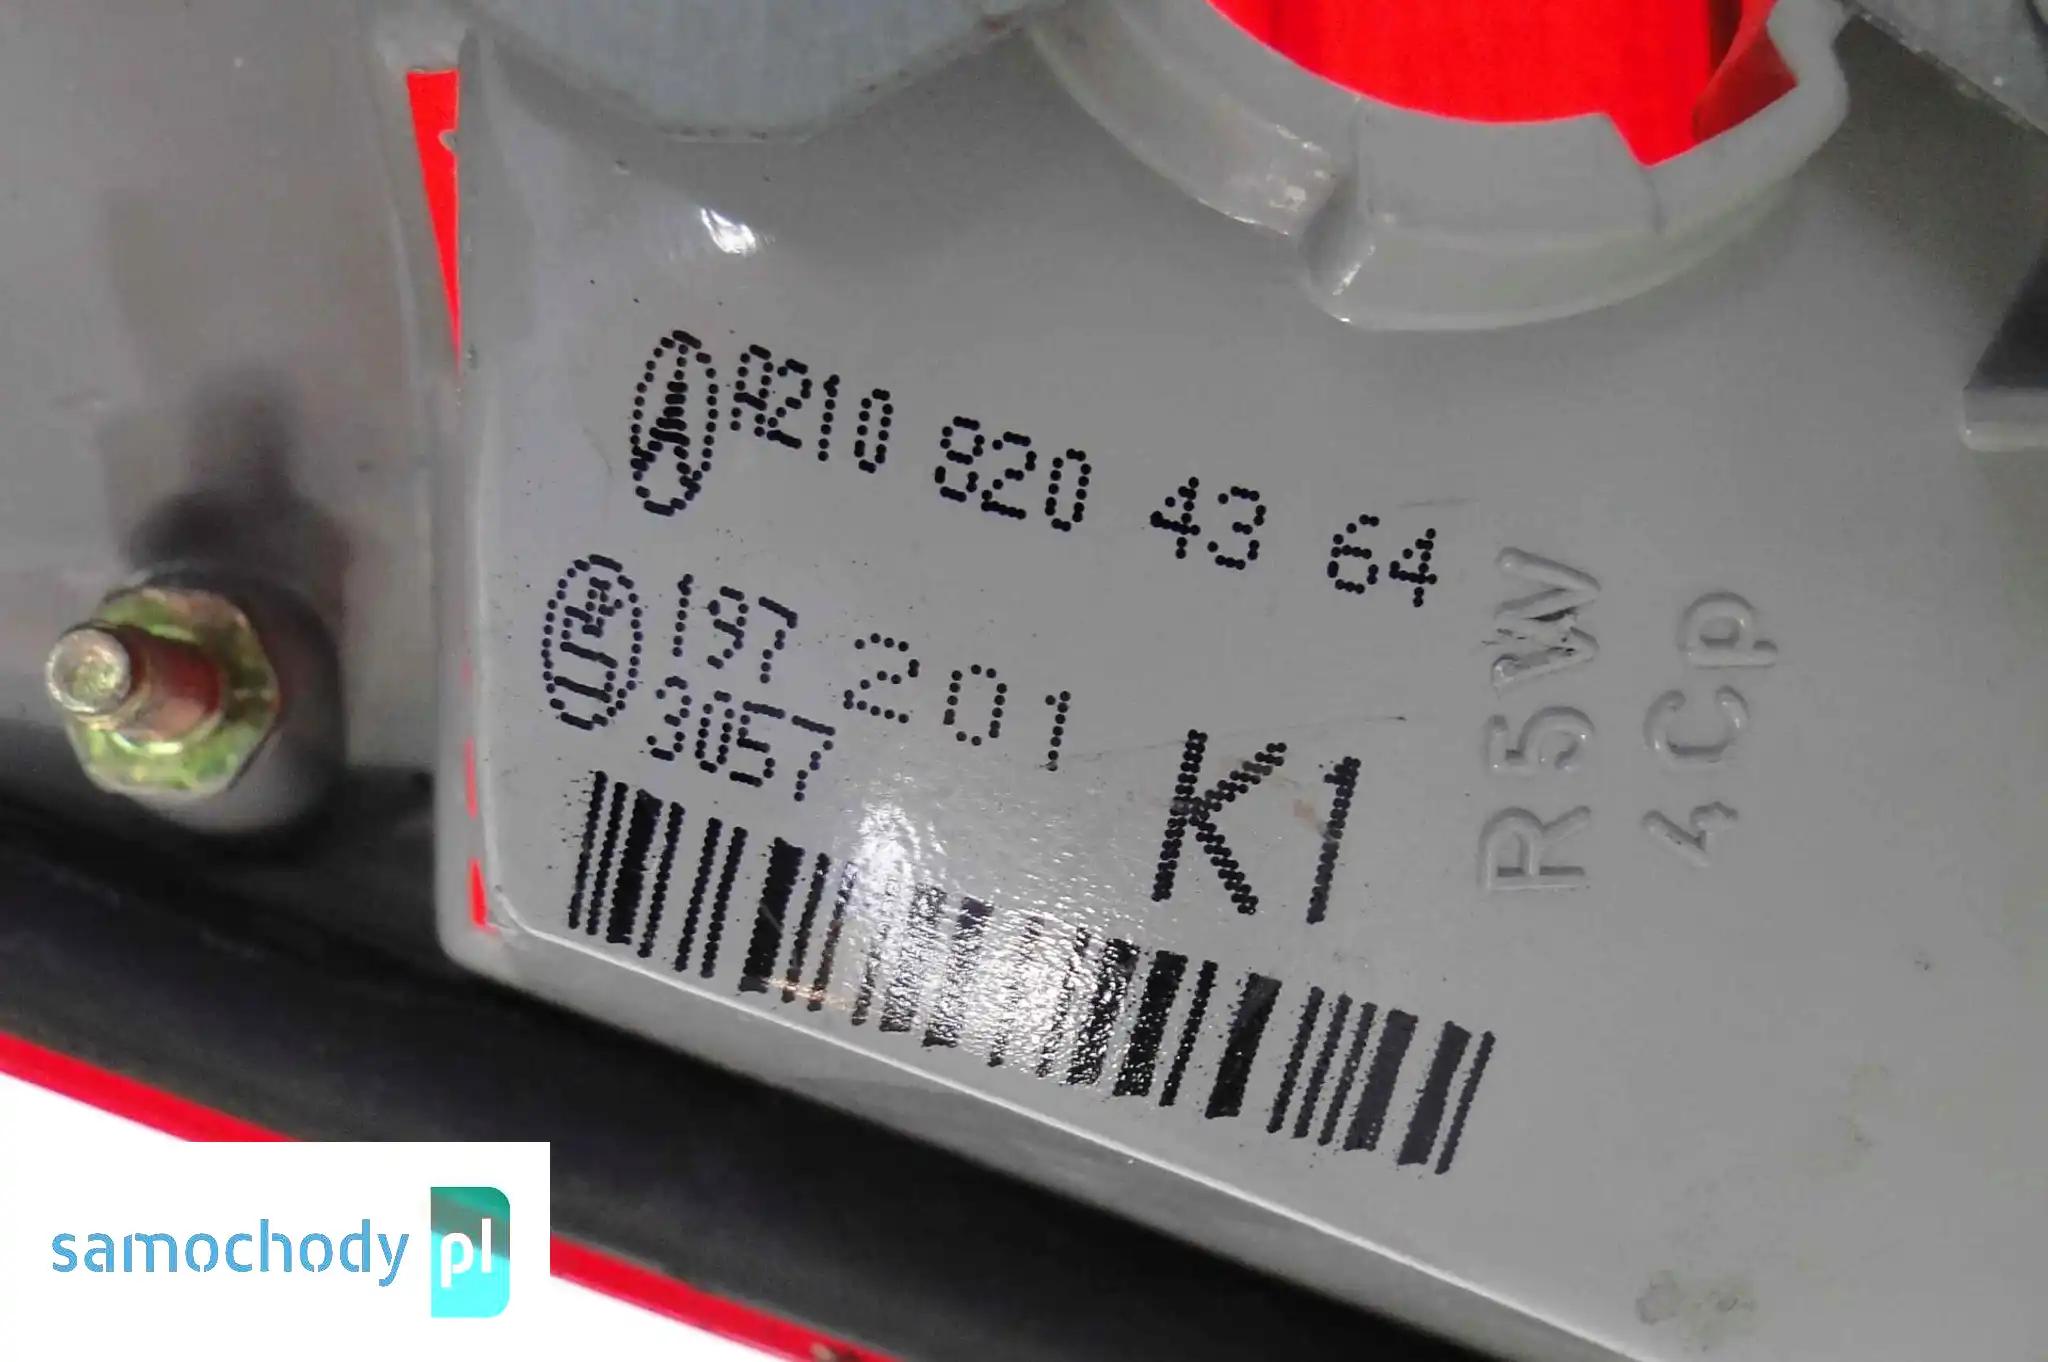 A210 820 43 64
197 201
3057
K1
R5W
4Cp
samochody pl